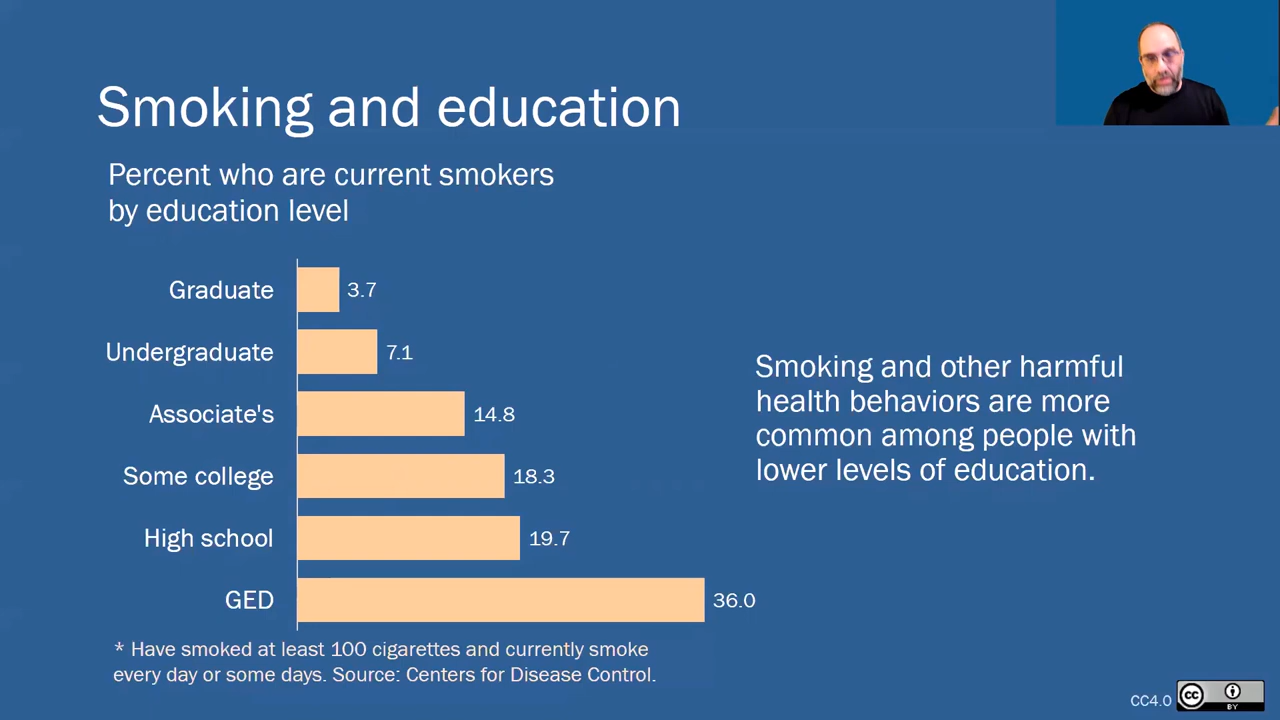 Smoking and education
Percent who are current smokers
by education level
Graduate 3.7
Undergraduate 7.1
Associate's 14.8
Some college 18.3
High school 19.7
GED 36.0
* Have smoked at least 100 cigarettes and currently smoke
every day or some days. Source: Centers for Disease Control.
Smoking and other harmful
health behaviors are more
common among people with
lower levels of education.
CC4.0
cc
BY